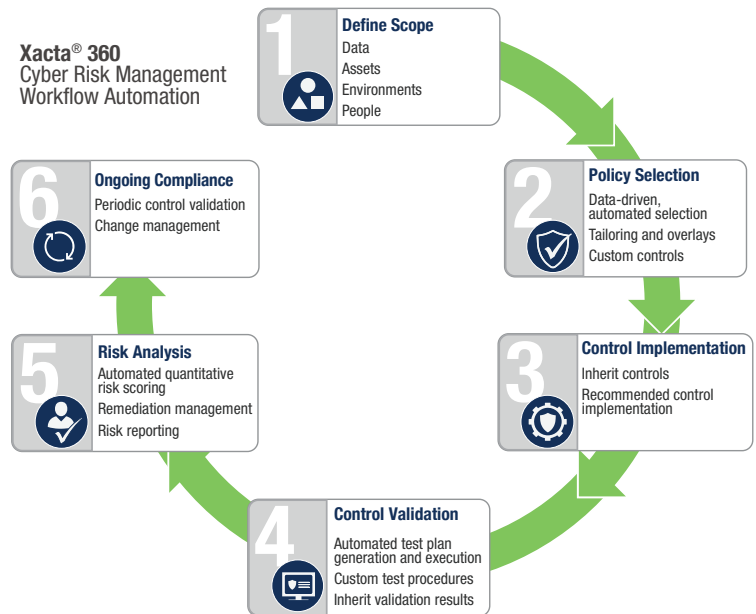 Xacta® 360
Cyber Risk Management
Workflow Automation
1
Define Scope
Data
Assets
Environments
People
2
Policy Selection
Data-driven,
automated selection
Tailoring and overlays
Custom controls
3
Control Implementation
Inherit controls
Recommended control
implementation
4
Control Validation
Automated test plan
generation and execution
Custom test procedures
Inherit validation results
5
Risk Analysis
Automated quantitative
risk scoring
Remediation management
Risk reporting
6
Ongoing Compliance
Periodic control validation
Change management